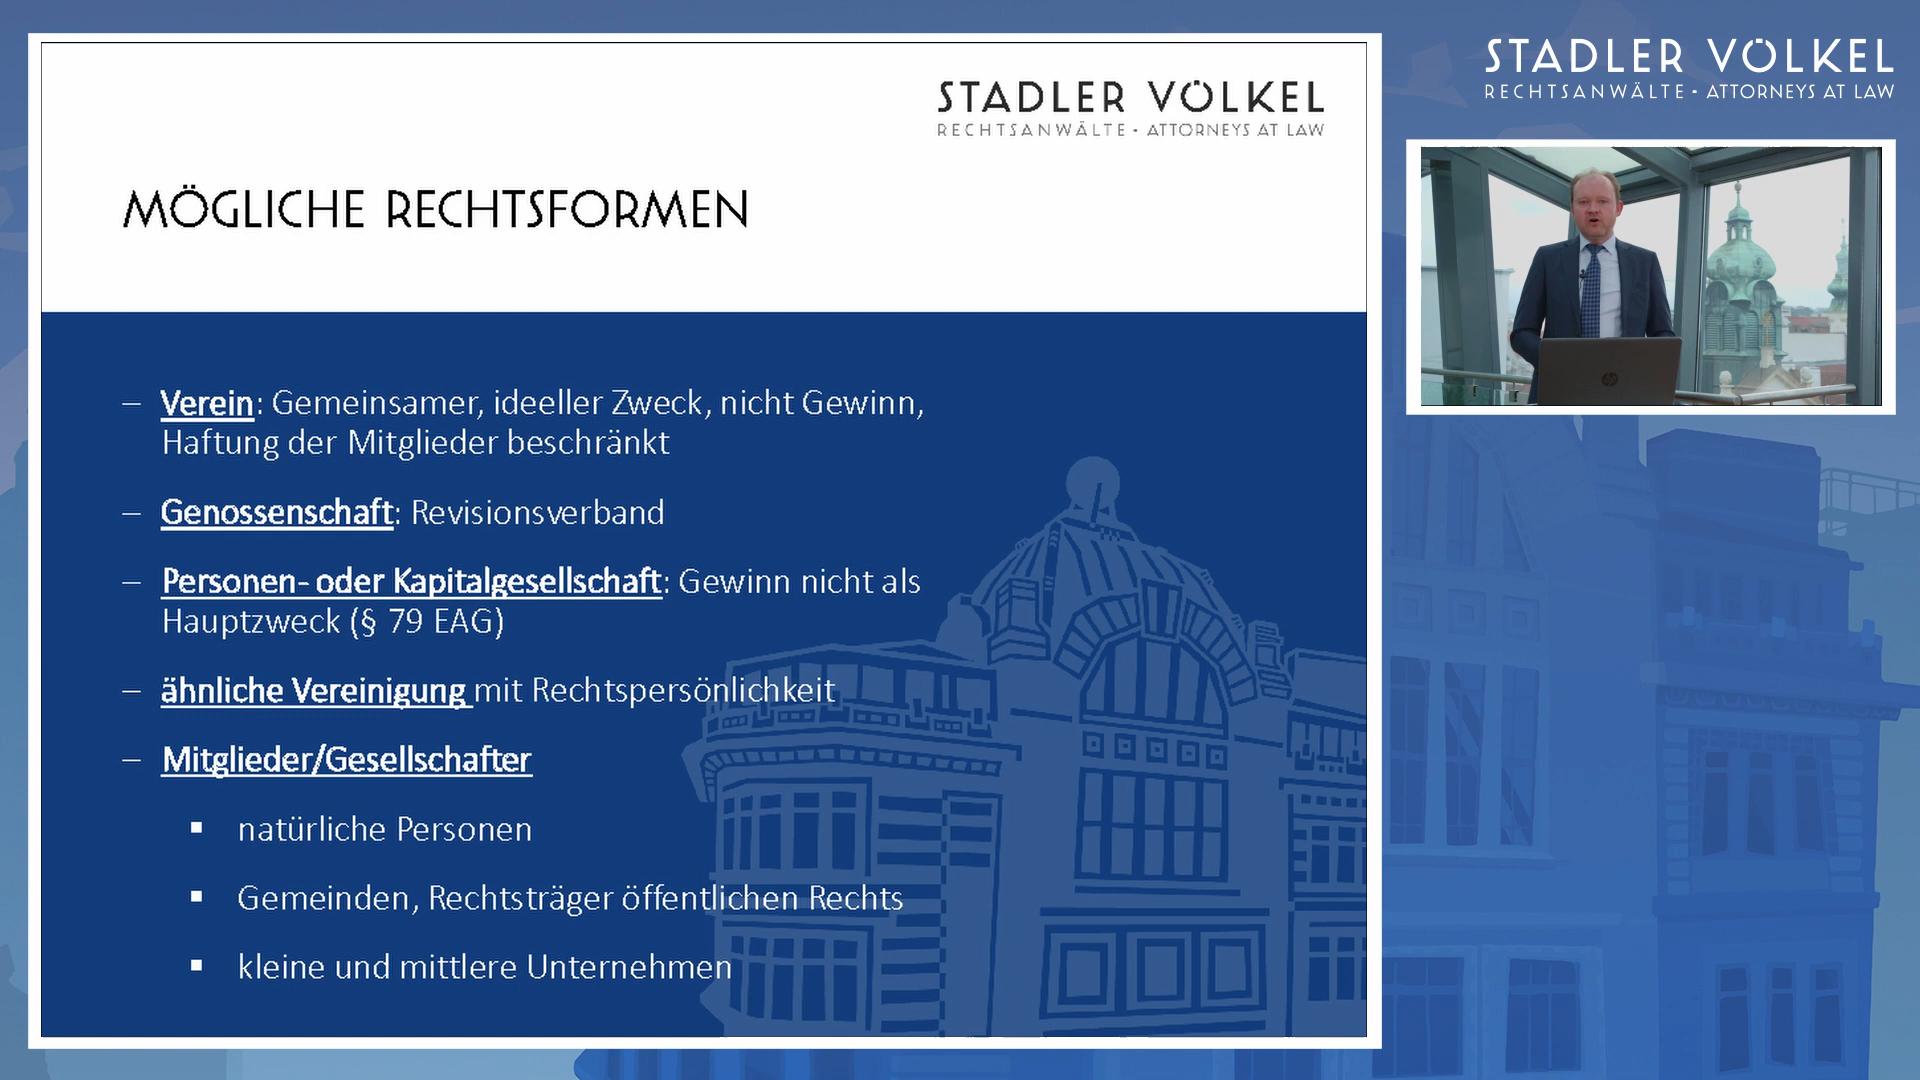 STADLER VÖLKEL
RECHTSANWÄLTE • ATTORNEYS AT LAW
MÖGLICHE RECHTSFORMEN
– Verein: Gemeinsamer, ideeller Zweck, nicht Gewinn,
Haftung der Mitglieder beschränkt
– Genossenschaft: Revisionsverband
– Personen- oder Kapitalgesellschaft: Gewinn nicht als
Hauptzweck (§ 79 EAG)
– ähnliche Vereinigung mit Rechtspersönlichkeit
– Mitglieder/Gesellschafter
▪ natürliche Personen
▪ Gemeinden, Rechtsträger öffentlichen Rechts
▪ kleine und mittlere Unternehmen
STADLER VÖLKEL
RECHTSANWÄLTE • ATTORNEYS AT LAW